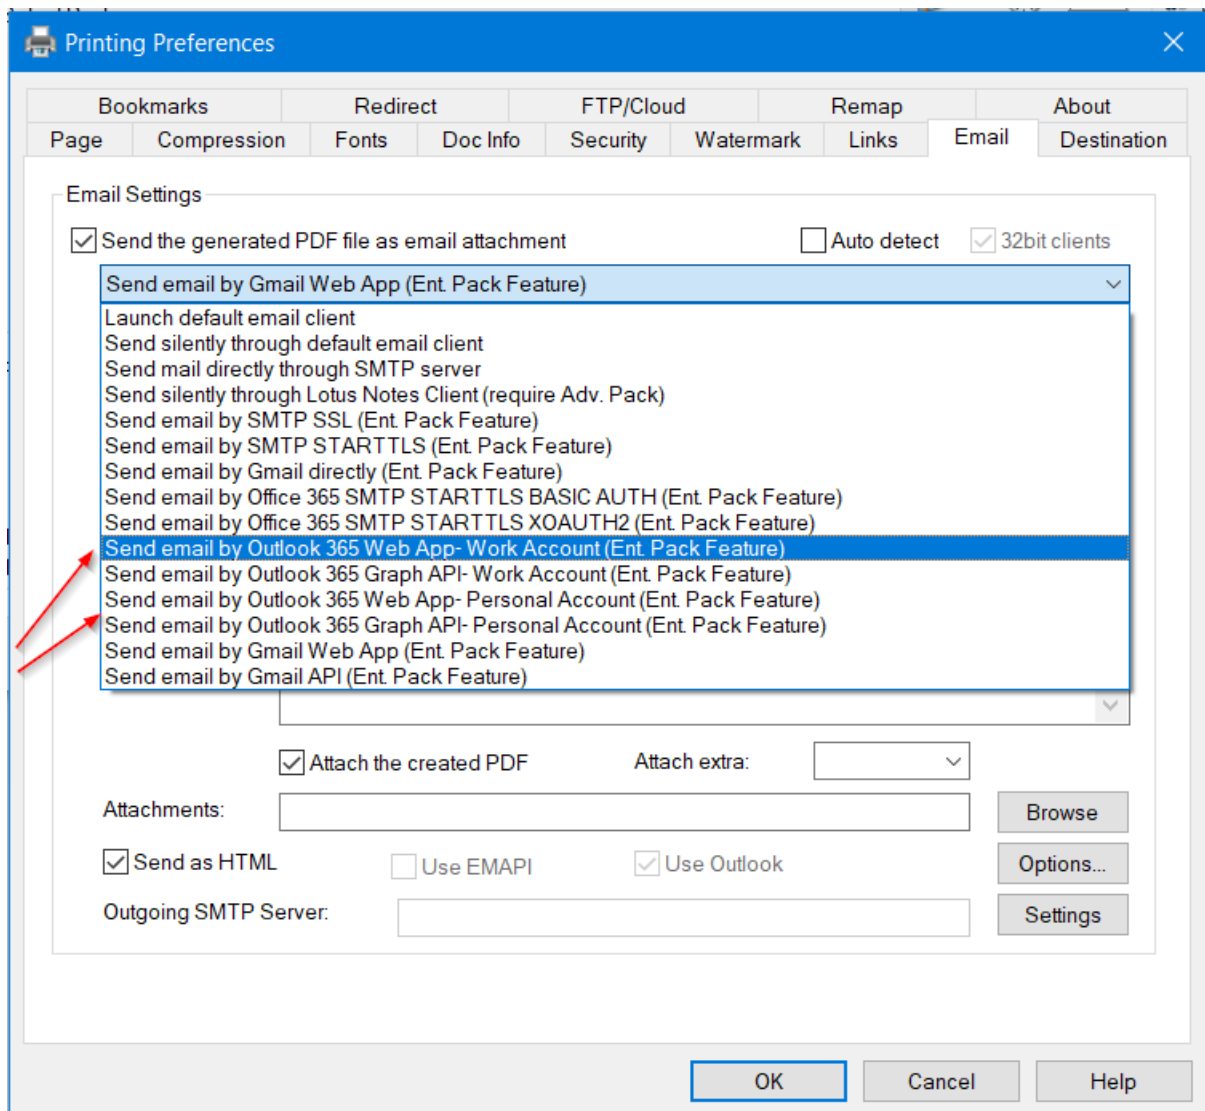 Printing Preferences
Bookmarks Redirect FTP/Cloud Remap About
Page Compression Fonts Doc Info Security Watermark Links Email Destination
Email Settings
Send the generated PDF file as email attachment Auto detect 32bit clients
Send email by Gmail Web App (Ent. Pack Feature)
Launch default email client
Send silently through default email client
Send mail directly through SMTP server
Send silently through Lotus Notes Client (require Adv. Pack)
Send email by SMTP SSL (Ent. Pack Feature)
Send email by SMTP STARTTLS (Ent. Pack Feature)
Send email by Gmail directly (Ent. Pack Feature)
Send email by Office 365 SMTP STARTTLS BASIC AUTH (Ent. Pack Feature)
Send email by Office 365 SMTP STARTTLS XOAUTH2 (Ent. Pack Feature)
Send email by Outlook 365 Web App- Work Account (Ent. Pack Feature)
Send email by Outlook 365 Graph API- Work Account (Ent. Pack Feature)
Send email by Outlook 365 Web App- Personal Account (Ent. Pack Feature)
Send email by Outlook 365 Graph API- Personal Account (Ent. Pack Feature)
Send email by Gmail Web App (Ent. Pack Feature)
Send email by Gmail API (Ent. Pack Feature)
Attach the created PDF Attach extra:
Attachments: Browse
Send as HTML Use EMAPI Use Outlook Options...
Outgoing SMTP Server: Settings
OK Cancel Help